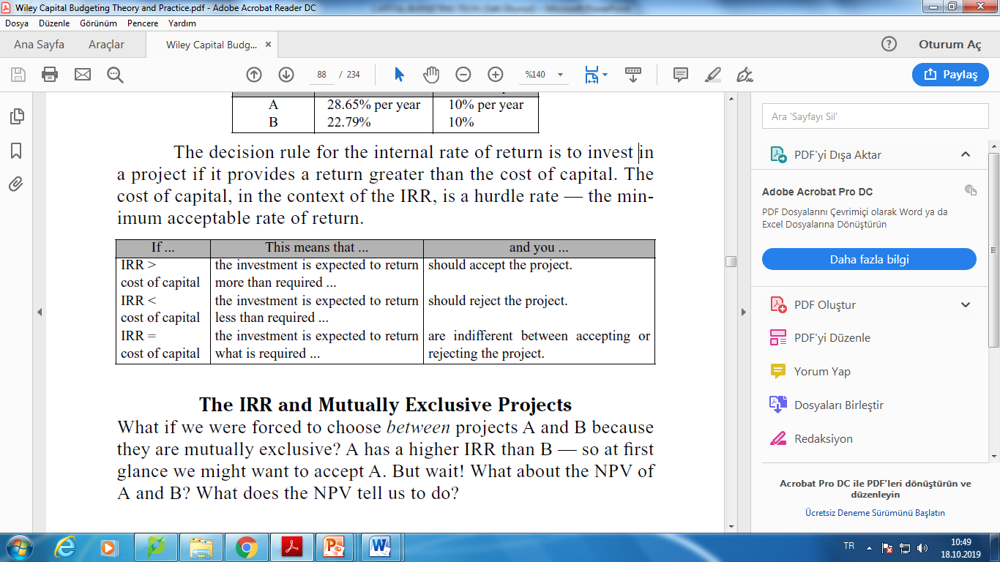 Wiley Capital Budgeting Theory and Practice.pdf - Adobe Acrobat Reader DC
Dosya Düzenle Görünüm Pencere Yardım
Ana Sayfa Araçlar Wiley Capital Budg... × Oturum Aç
88 / 234 %140 Paylaş
A 28.65% per year 10% per year
B 22.79% 10%
The decision rule for the internal rate of return is to invest in
a project if it provides a return greater than the cost of capital. The
cost of capital, in the context of the IRR, is a hurdle rate — the min-
imum acceptable rate of return.
If ... This means that ... and you ...
IRR > the investment is expected to return should accept the project.
cost of capital more than required ...
IRR < the investment is expected to return should reject the project.
cost of capital less than required ...
IRR = the investment is expected to return are indifferent between accepting or
cost of capital what is required ... rejecting the project.
The IRR and Mutually Exclusive Projects
What if we were forced to choose between projects A and B because
they are mutually exclusive? A has a higher IRR than B — so at first
glance we might want to accept A. But wait! What about the NPV of
A and B? What does the NPV tell us to do?
Ara 'Sayfayı Sil'
PDF'yi Dışa Aktar
Adobe Acrobat Pro DC
PDF Dosyalarını Çevrimiçi olarak Word ya da
Excel Dosyalarına Dönüştürün
Daha fazla bilgi
PDF Oluştur
PDF'yi Düzenle
Yorum Yap
Dosyaları Birleştir
Redaksiyon
Acrobat Pro DC ile PDF'leri dönüştürün ve
düzenleyin
Ücretsiz Deneme Sürümünü Başlatın
TR 10:49
18.10.2019